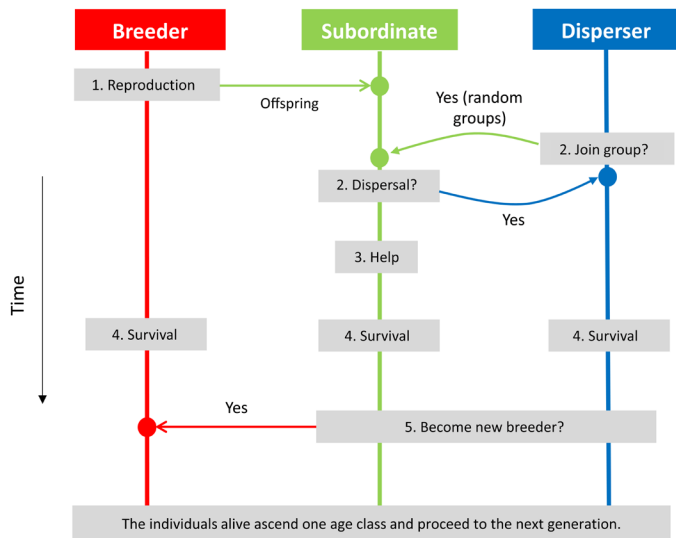 Breeder
Subordinate
Disperser
1. Reproduction
Offspring
Yes (random
groups)
2. Join group?
2. Dispersal?
Yes
3. Help
Time
4. Survival
4. Survival
4. Survival
Yes
5. Become new breeder?
The individuals alive ascend one age class and proceed to the next generation.